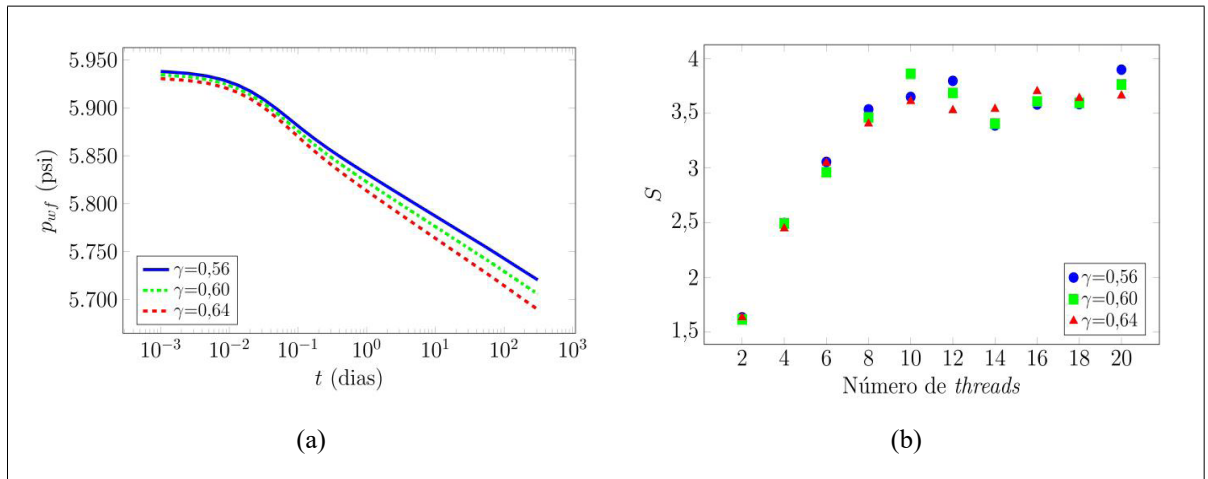 5.950
5.900
5.850
5.800
5.750
5.700
p_{wf} (psi)
γ=0,56
γ=0,60
γ=0,64
10^{−3} 10^{−2} 10^{−1} 10^{0} 10^{1} 10^{2} 10^{3}
t (dias)
(a)
4
3,5
3
2,5
2
1,5
S
γ=0,56
γ=0,60
γ=0,64
2 4 6 8 10 12 14 16 18 20
Número de threads
(b)